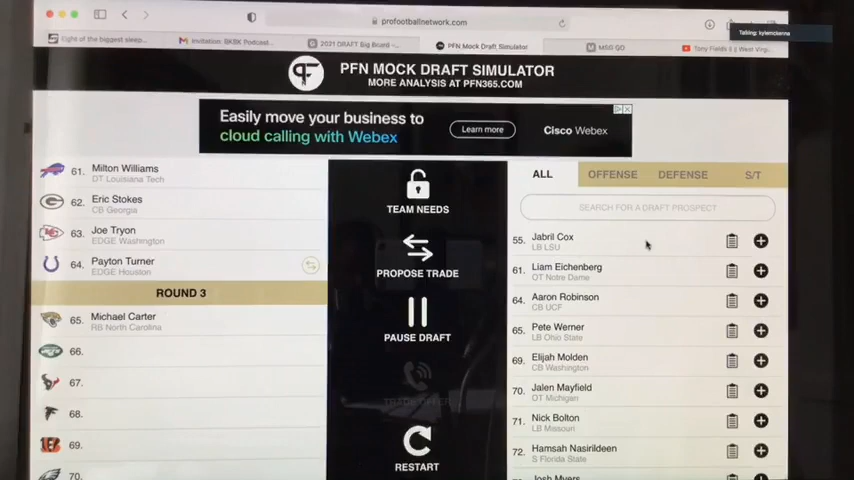 profootballnetwork.com
Talking: kylemckenna
Eight of the biggest sleep...
Invitation: BKBK Podcast...
2021 DRAFT Big Board -...
PFN Mock Draft Simulator
MSG GO
Tony Fields II || West Virgi...
PFN MOCK DRAFT SIMULATOR
MORE ANALYSIS AT PFN365.COM
Easily move your business to
cloud calling with Webex
Learn more
Cisco Webex
61. Milton Williams
DT Louisiana Tech
62. Eric Stokes
CB Georgia
63. Joe Tryon
EDGE Washington
64. Payton Turner
EDGE Houston
ROUND 3
65. Michael Carter
RB North Carolina
66.
67.
68.
69.
70.
TEAM NEEDS
PROPOSE TRADE
PAUSE DRAFT
TRADE OFFER
RESTART
ALL OFFENSE DEFENSE S/T
SEARCH FOR A DRAFT PROSPECT
55. Jabril Cox
LB LSU
61. Liam Eichenberg
OT Notre Dame
64. Aaron Robinson
CB UCF
65. Pete Werner
LB Ohio State
69. Elijah Molden
CB Washington
70. Jalen Mayfield
OT Michigan
71. Nick Bolton
LB Missouri
72. Hamsah Nasirildeen
S Florida State
Josh Myers